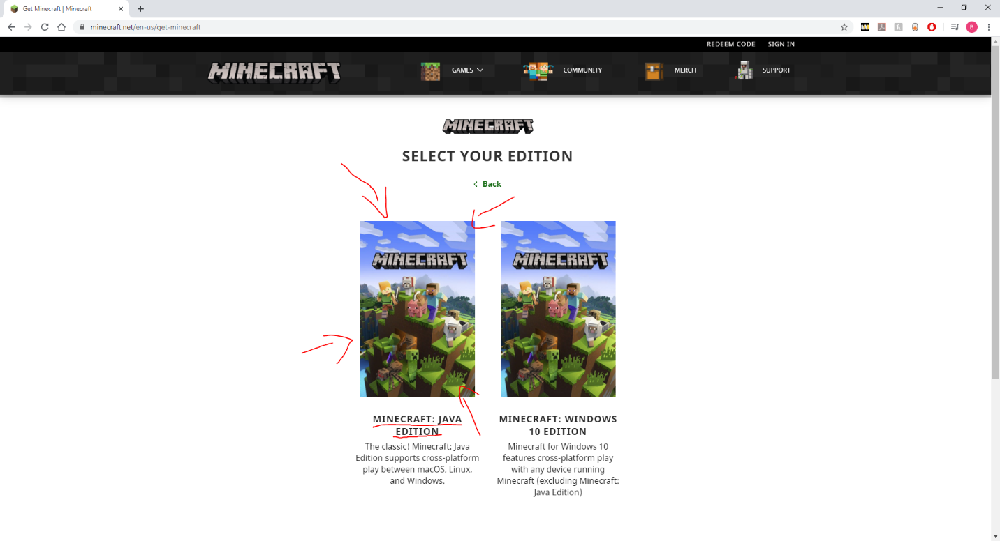 Get Minecraft | Minecraft
minecraft.net/en-us/get-minecraft
B
REDEEM CODE SIGN IN
MINECRAFT GAMES COMMUNITY MERCH SUPPORT
MINECRAFT
SELECT YOUR EDITION
Back
MINECRAFT MINECRAFT
MINECRAFT: JAVA
EDITION
The classic! Minecraft: Java
Edition supports cross-platform
play between macOS, Linux,
and Windows.
MINECRAFT: WINDOWS
10 EDITION
Minecraft for Windows 10
features cross-platform play
with any device running
Minecraft (excluding Minecraft:
Java Edition)